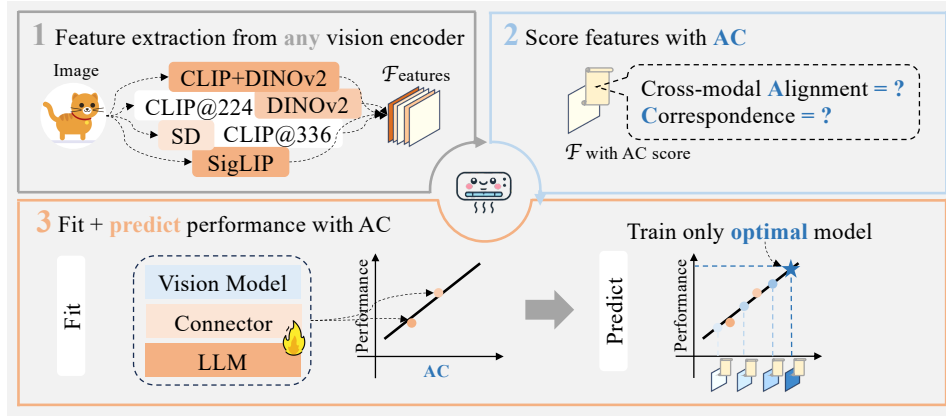 1 Feature extraction from any vision encoder
Image
CLIP+DINOv2
ℱeatures
CLIP@224
DINOv2
SD
CLIP@336
SigLIP
2 Score features with AC
Cross-modal Alignment = ?
Correspondence = ?
ℱ with AC score
3 Fit + predict performance with AC
Fit
Vision Model
Connector
LLM
Performance
AC
Predict
Train only optimal model
Performance